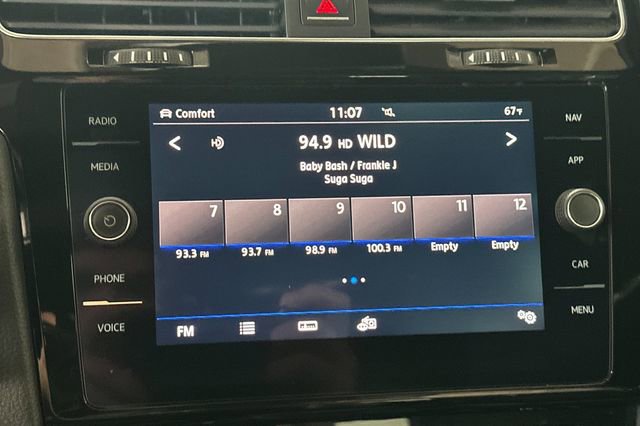 RADIO
MEDIA
PHONE
VOICE
Comfort 11:07 67°F
< 94.9 HD WILD >
Baby Bash / Frankie J
Suga Suga
7 8 9 10 11 12
93.3 FM 93.7 FM 98.9 FM 100.3 FM Empty Empty
FM
NAV
APP
CAR
MENU